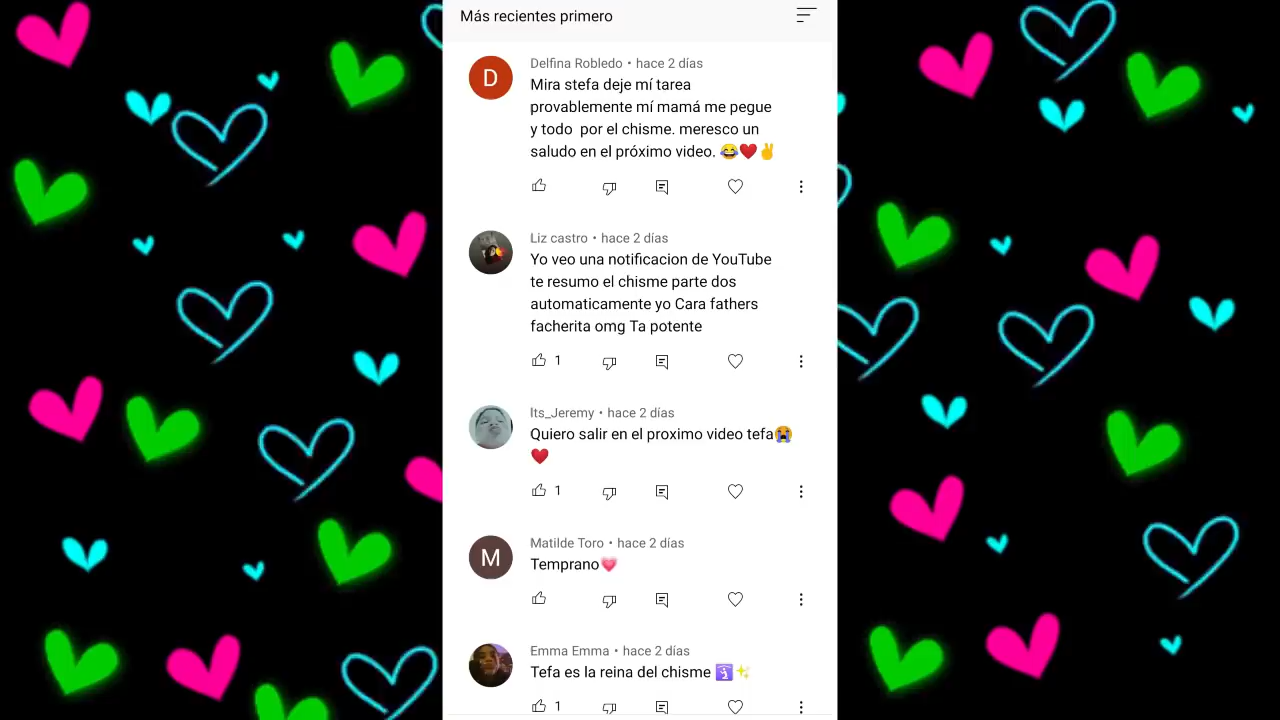 Más recientes primero
D
Delfina Robledo • hace 2 días
Mira stefa deje mí tarea
provablemente mí mamá me pegue
y todo por el chisme. meresco un
saludo en el próximo video. 😂❤️✌️
Liz castro • hace 2 días
Yo veo una notificacion de YouTube
te resumo el chisme parte dos
automaticamente yo Cara fathers
facherita omg Ta potente
1
Its_Jeremy • hace 2 días
Quiero salir en el proximo video tefa😭
❤️
1
M
Matilde Toro • hace 2 días
Temprano💗
Emma Emma • hace 2 días
Tefa es la reina del chisme 🛐✨
1